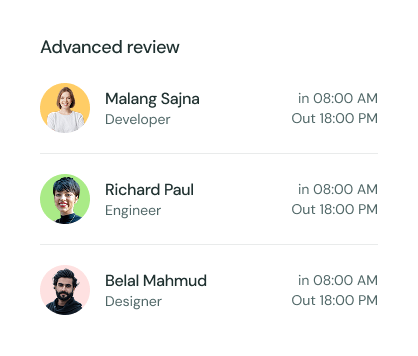 Advanced review
Malang Sajna
in 08:00 AM
Developer
Out 18:00 PM
Richard Paul
in 08:00 AM
Engineer
Out 18:00 PM
Belal Mahmud
in 08:00 AM
Designer
Out 18:00 PM